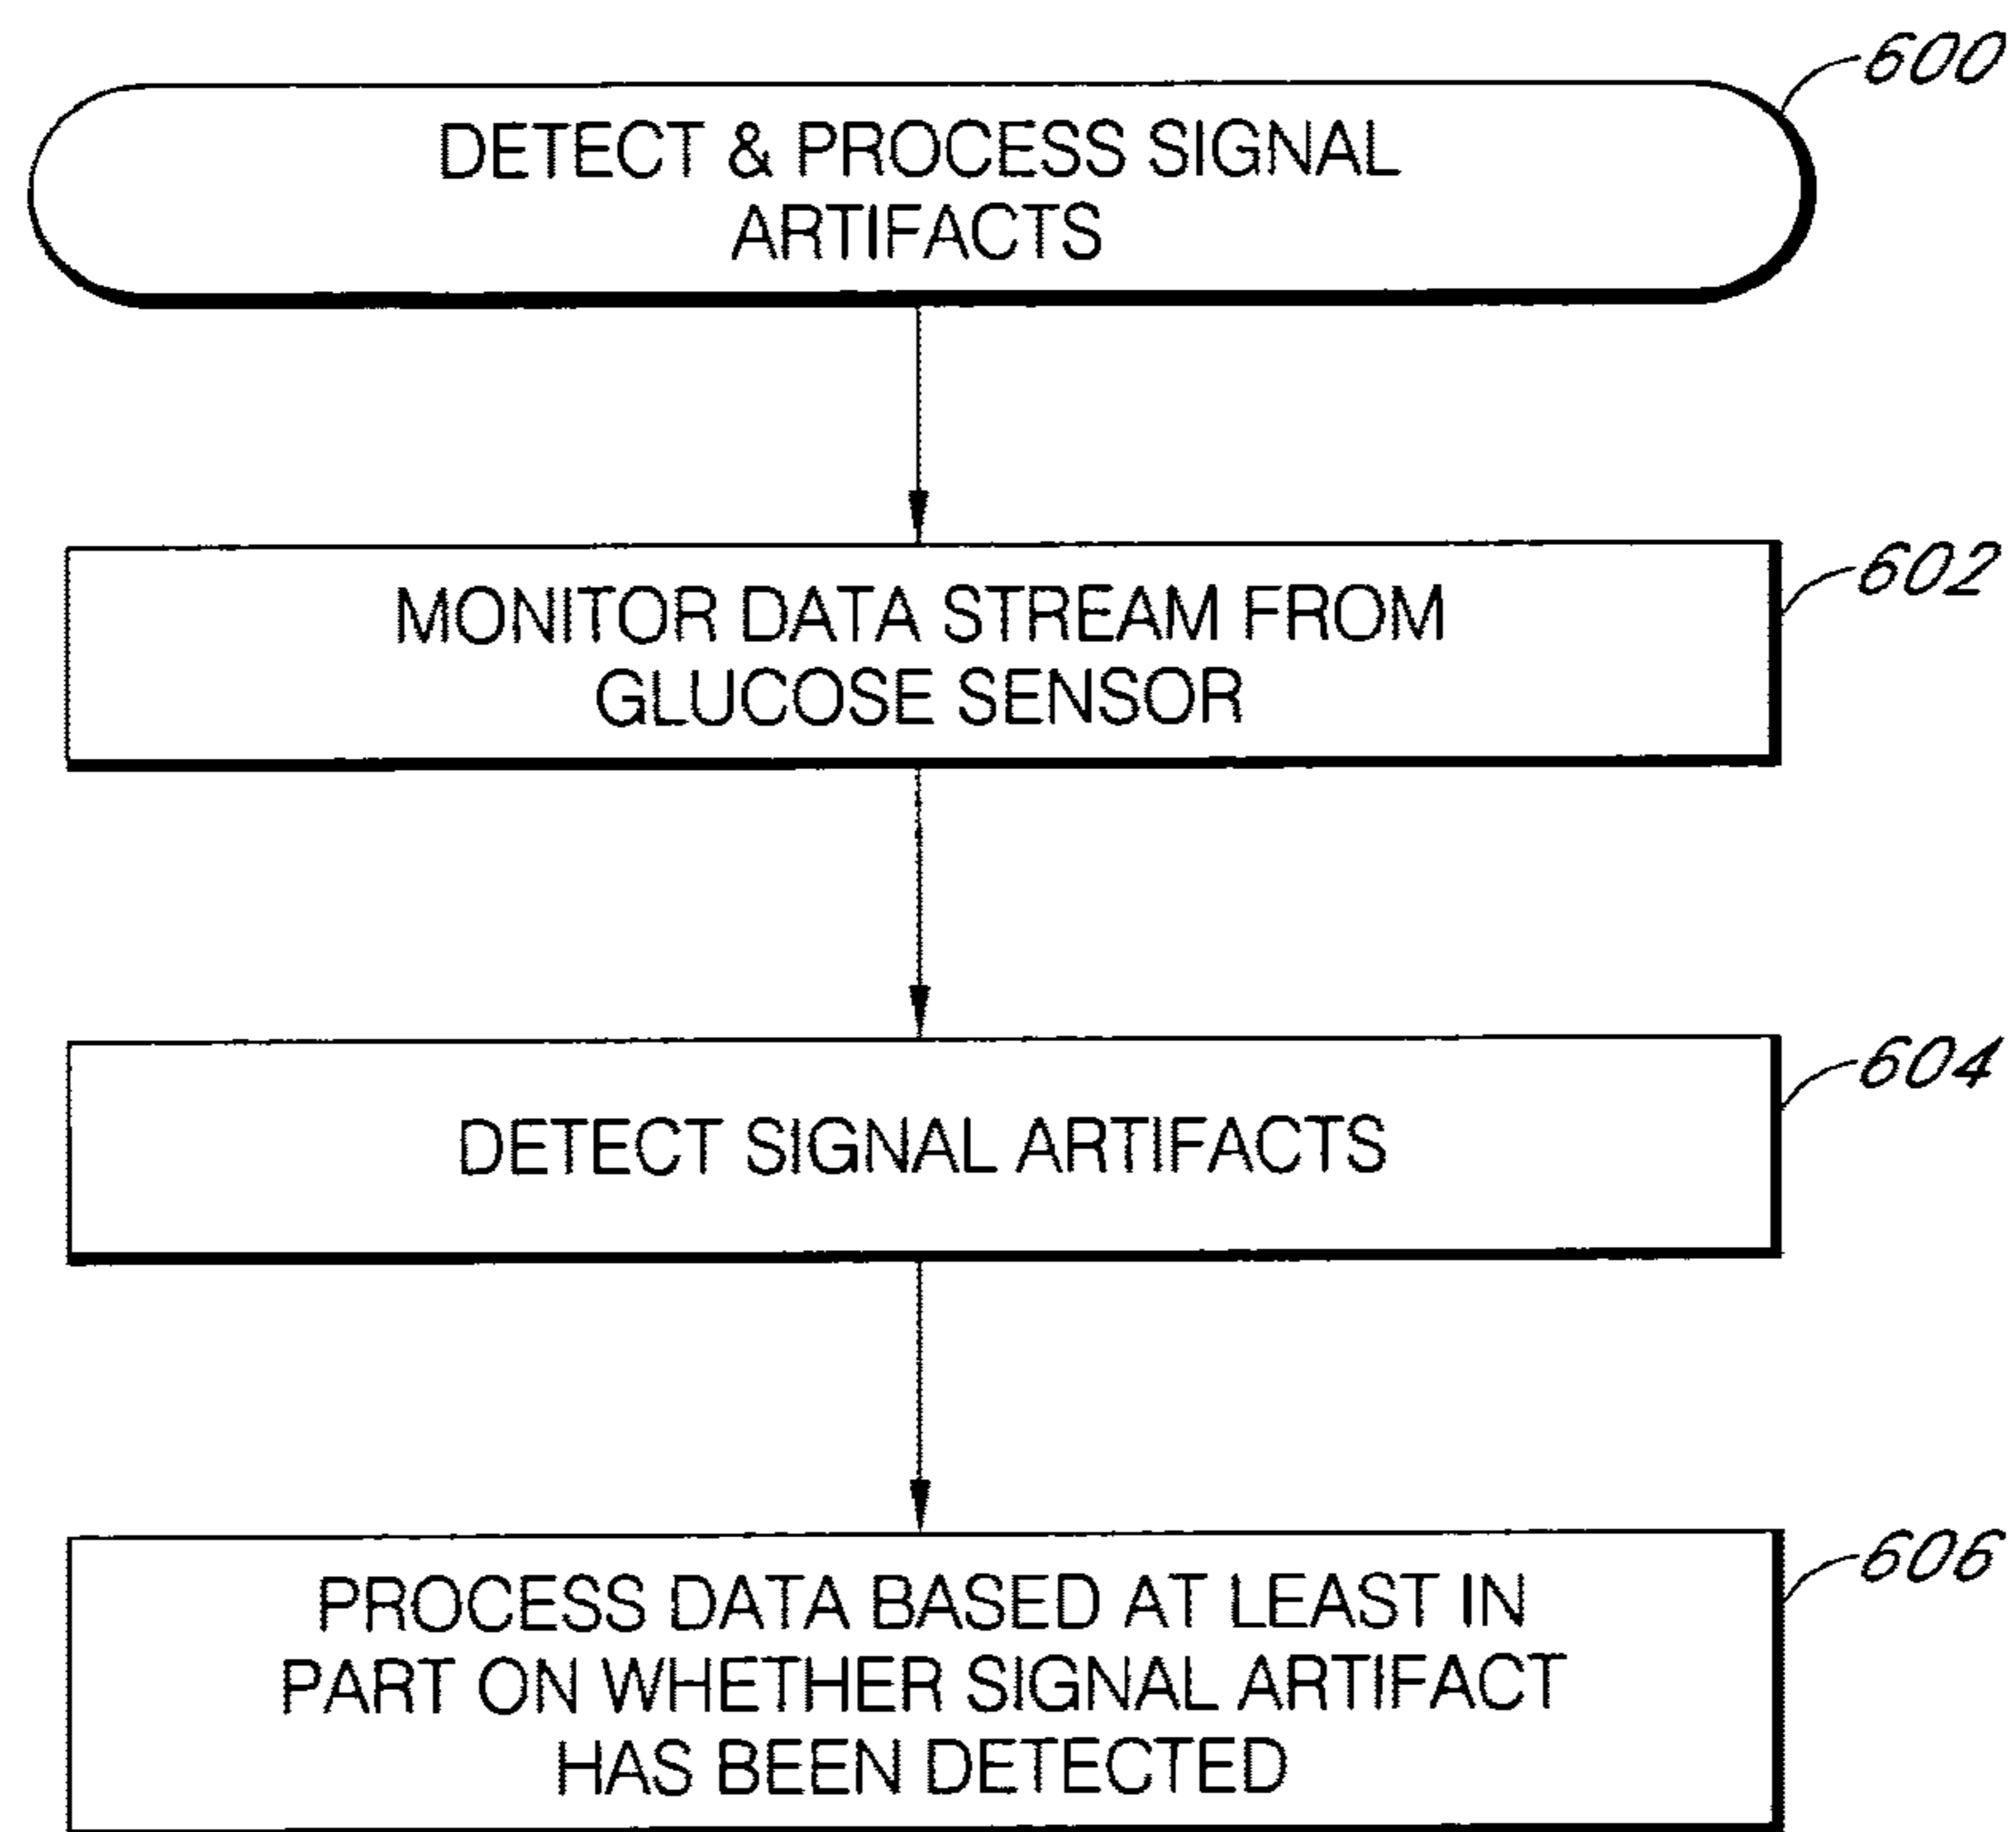 600
DETECT & PROCESS SIGNAL
ARTIFACTS
602
MONITOR DATA STREAM FROM
GLUCOSE SENSOR
604
DETECT SIGNAL ARTIFACTS
606
PROCESS DATA BASED AT LEAST IN
PART ON WHETHER SIGNAL ARTIFACT
HAS BEEN DETECTED